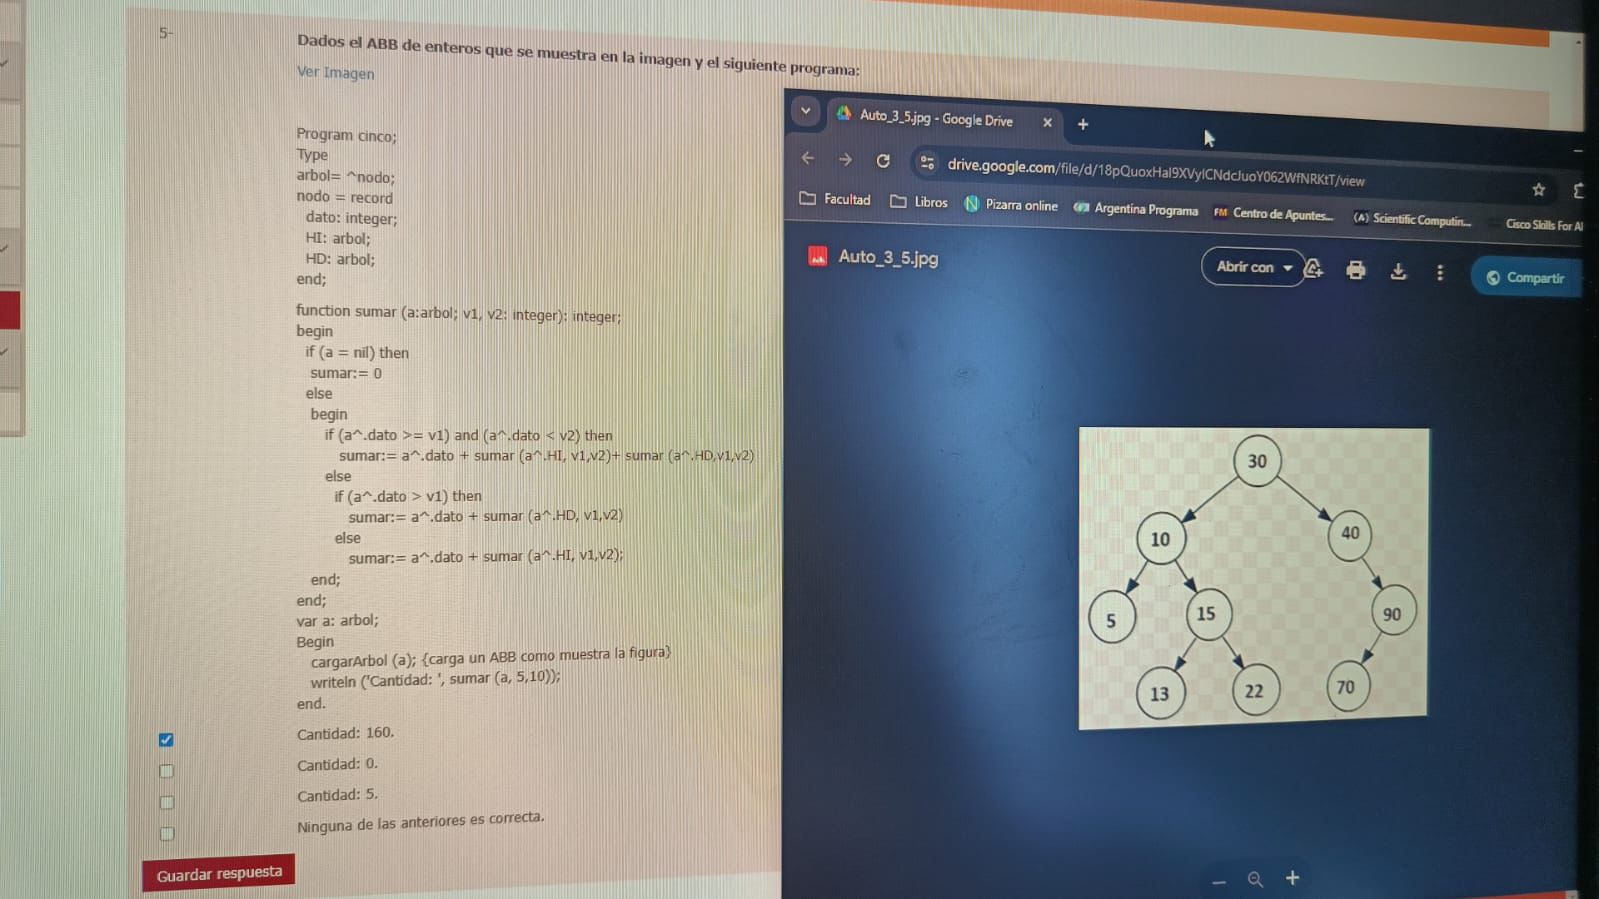 5-
Dados el ABB de enteros que se muestra en la imagen y el siguiente programa:
Ver Imagen
Program cinco;
Type
arbol= ^nodo;
nodo = record
dato: integer;
HI: arbol;
HD: arbol;
end;
function sumar (a:arbol; v1, v2: integer): integer;
begin
if (a = nil) then
sumar:= 0
else
begin
if (a^.dato >= v1) and (a^.dato < v2) then
sumar:= a^.dato + sumar (a^.HI, v1,v2)+ sumar (a^.HD,v1,v2)
else
if (a^.dato > v1) then
sumar:= a^.dato + sumar (a^.HD, v1,v2)
else
sumar:= a^.dato + sumar (a^.HI, v1,v2);
end;
end;
var a: arbol;
Begin
cargarArbol (a); {carga un ABB como muestra la figura}
writeln ('Cantidad: ', sumar (a, 5,10));
end.
Cantidad: 160.
Cantidad: 0.
Cantidad: 5.
Ninguna de las anteriores es correcta.
Guardar respuesta
Auto_3_5.jpg - Google Drive
drive.google.com/file/d/
/view
Facultad Libros Pizarra online Argentina Programa FM Centro de Apuntes... (A) Scientific Computin... Cisco Skills For AI
Auto_3_5.jpg
Abrir con
Compartir
30
10 40
5 15 90
13 22 70